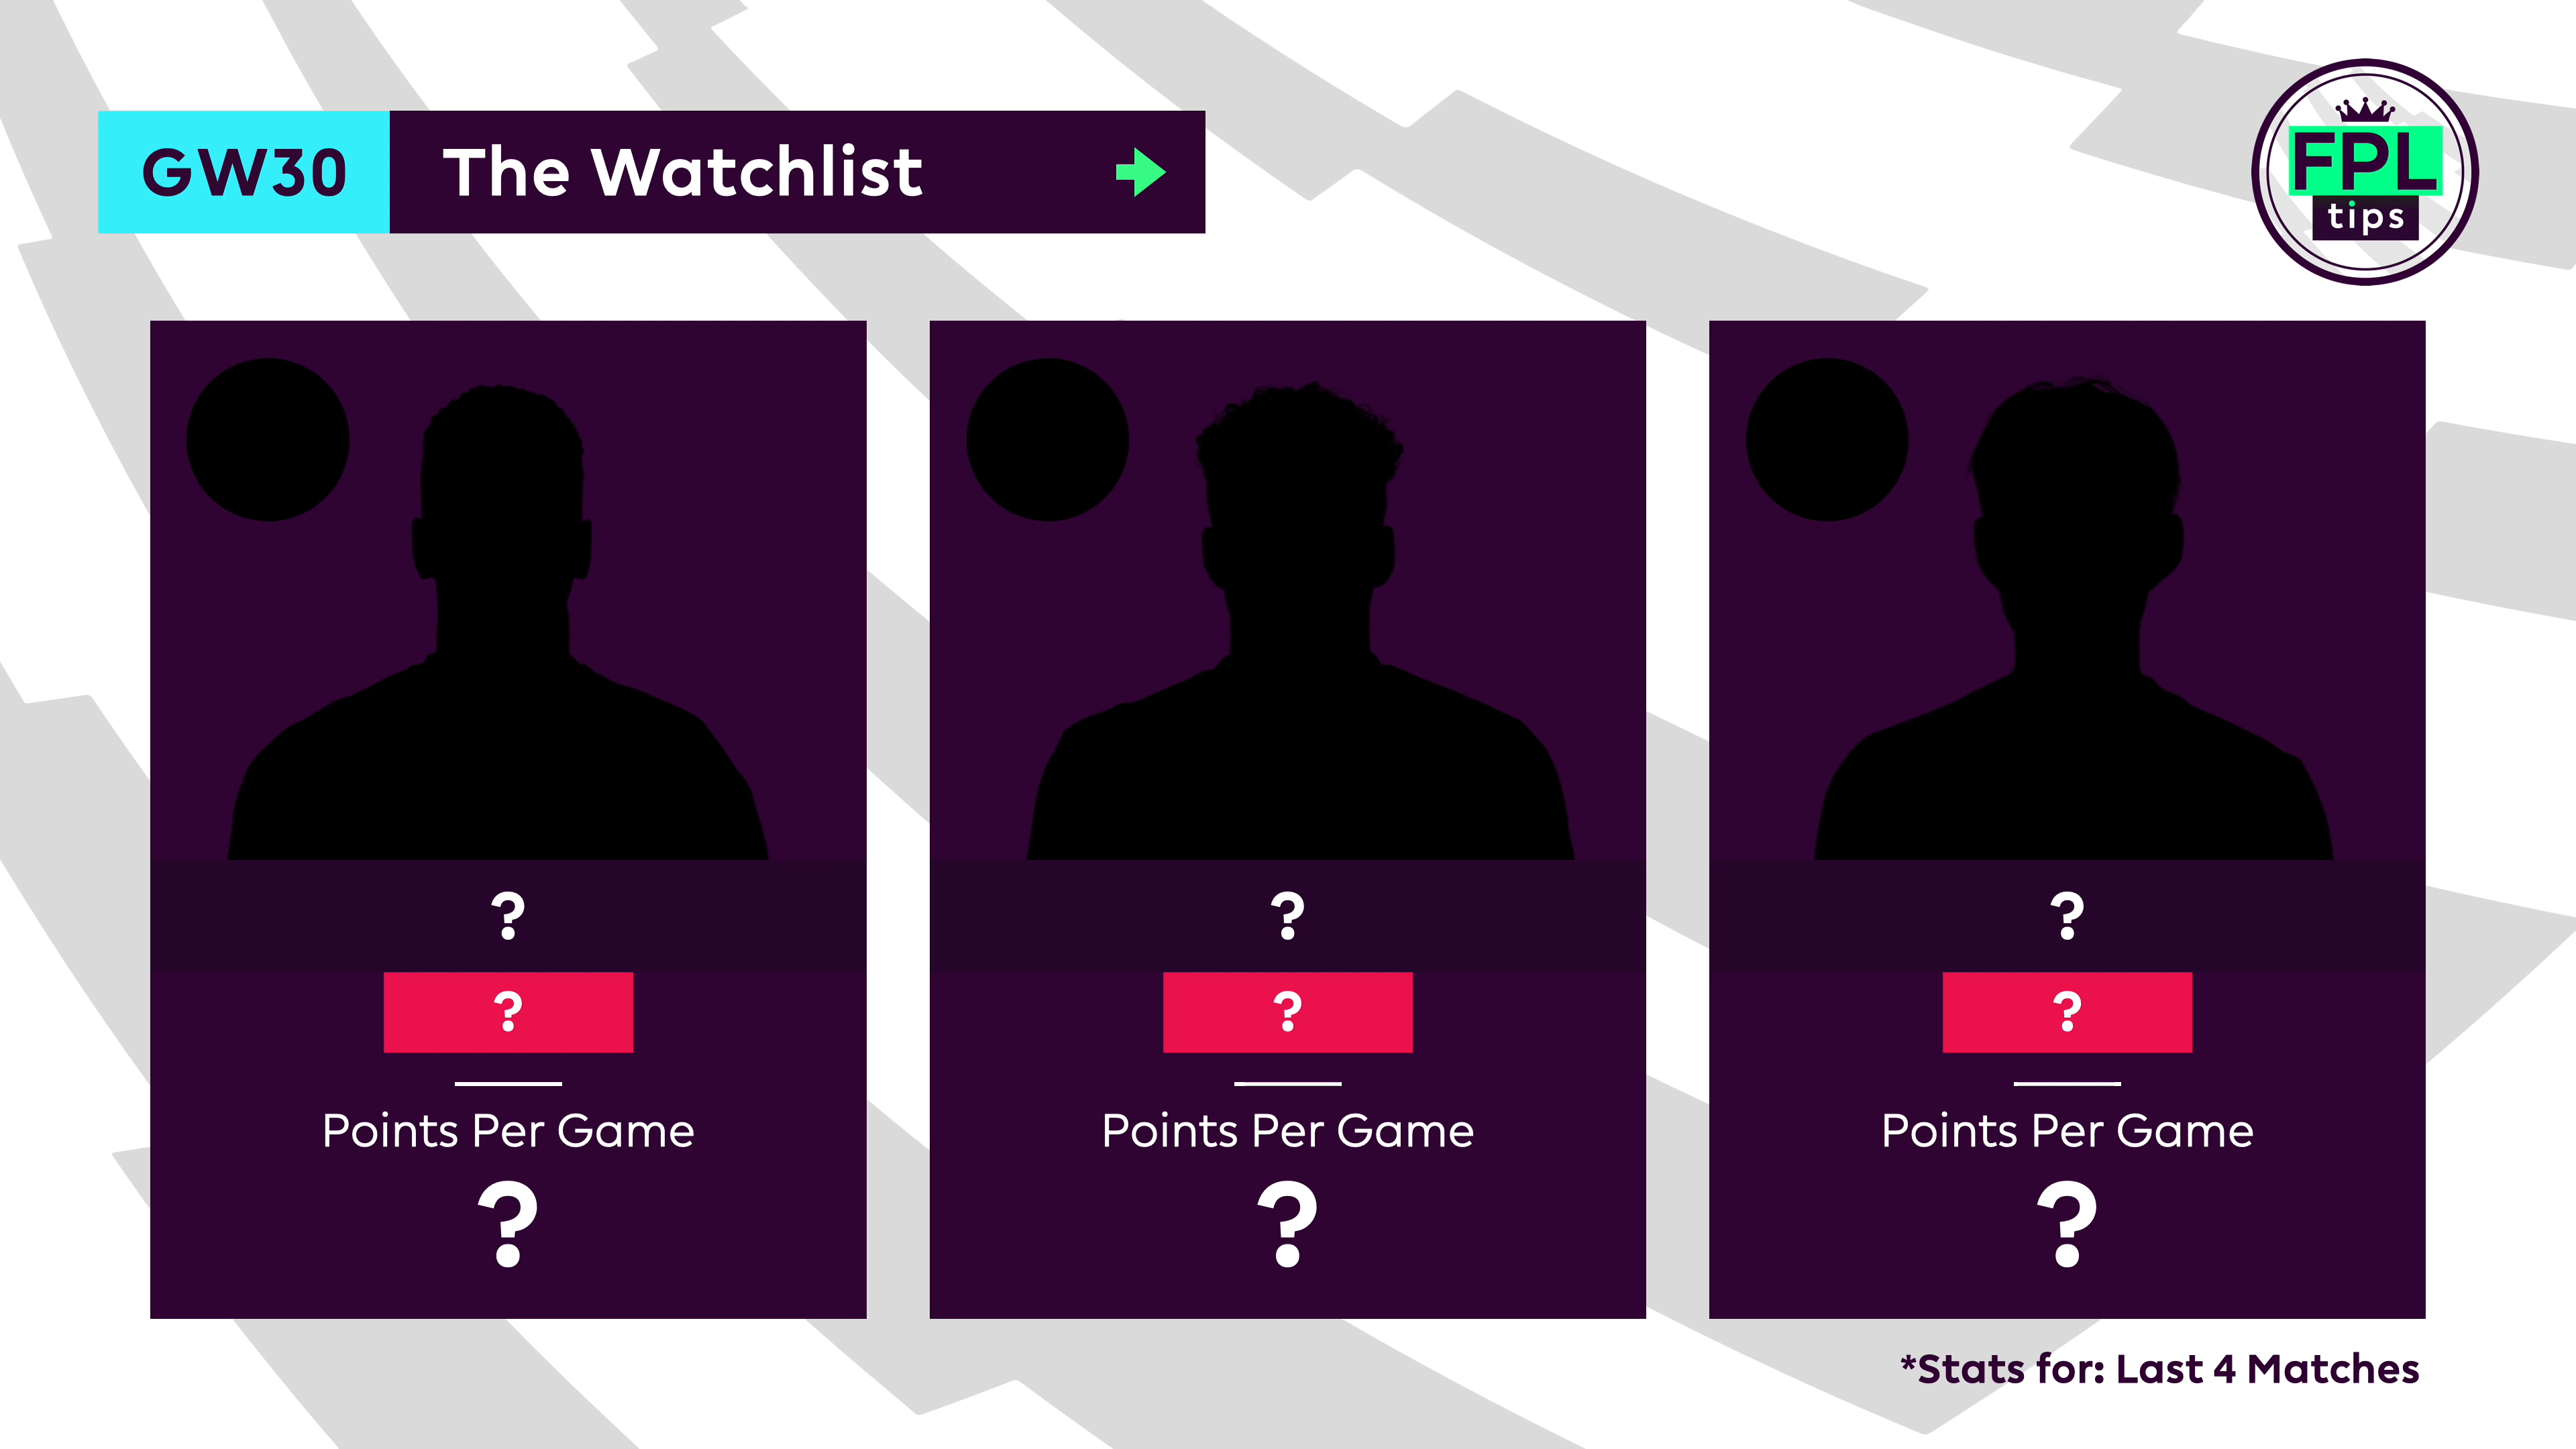 GW30 The Watchlist
FPL
tips
? ? ?
? ? ?
Points Per Game Points Per Game Points Per Game
? ? ?
*Stats for: Last 4 Matches